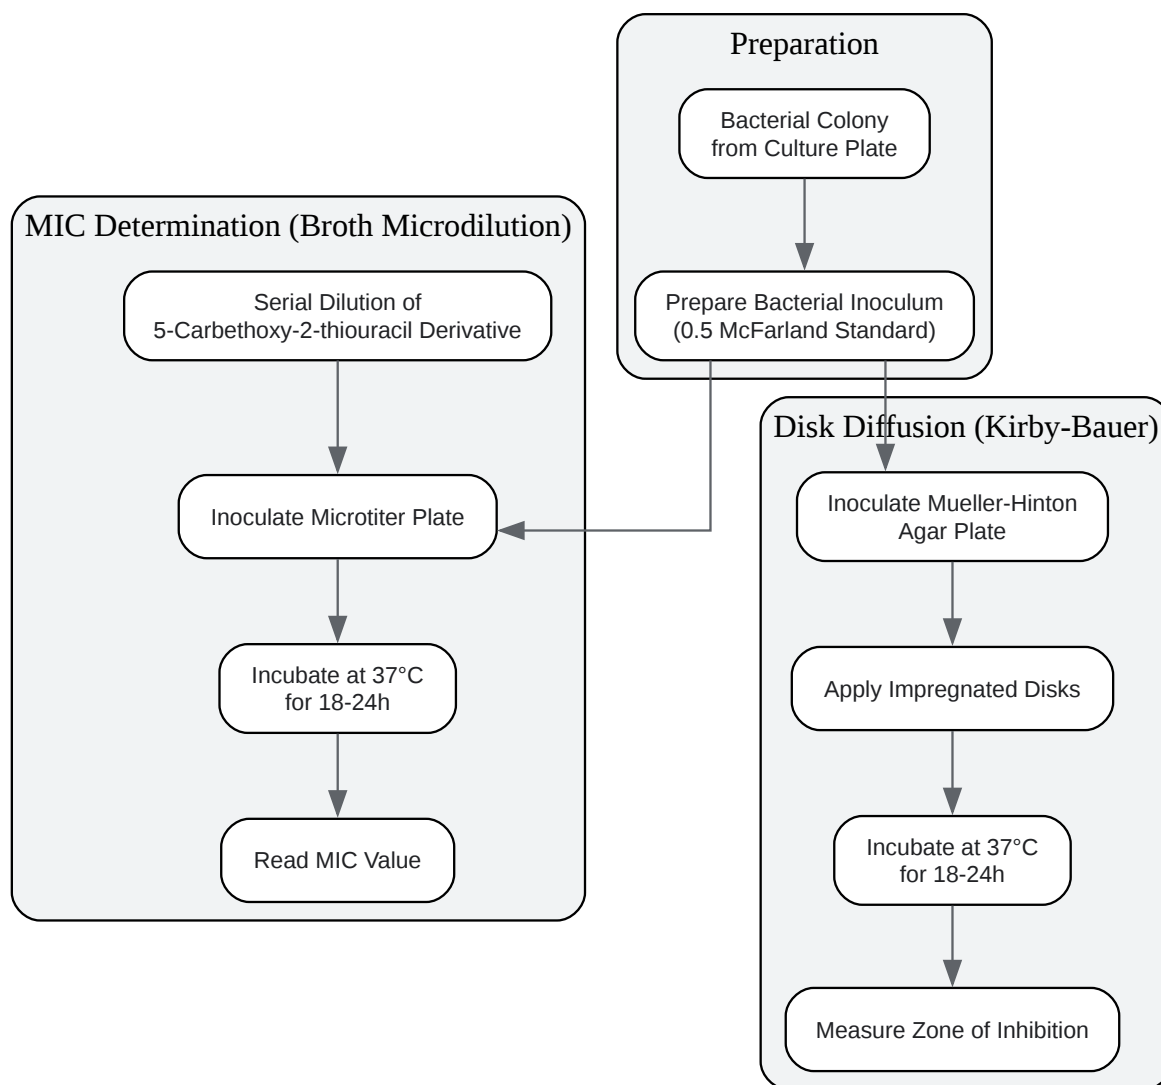 Preparation
Bacterial Colony
from Culture Plate
Prepare Bacterial Inoculum
(0.5 McFarland Standard)
MIC Determination (Broth Microdilution)
Serial Dilution of
5-Carbethoxy-2-thiouracil Derivative
Inoculate Microtiter Plate
Incubate at 37°C
for 18-24h
Read MIC Value
Disk Diffusion (Kirby-Bauer)
Inoculate Mueller-Hinton
Agar Plate
Apply Impregnated Disks
Incubate at 37°C
for 18-24h
Measure Zone of Inhibition